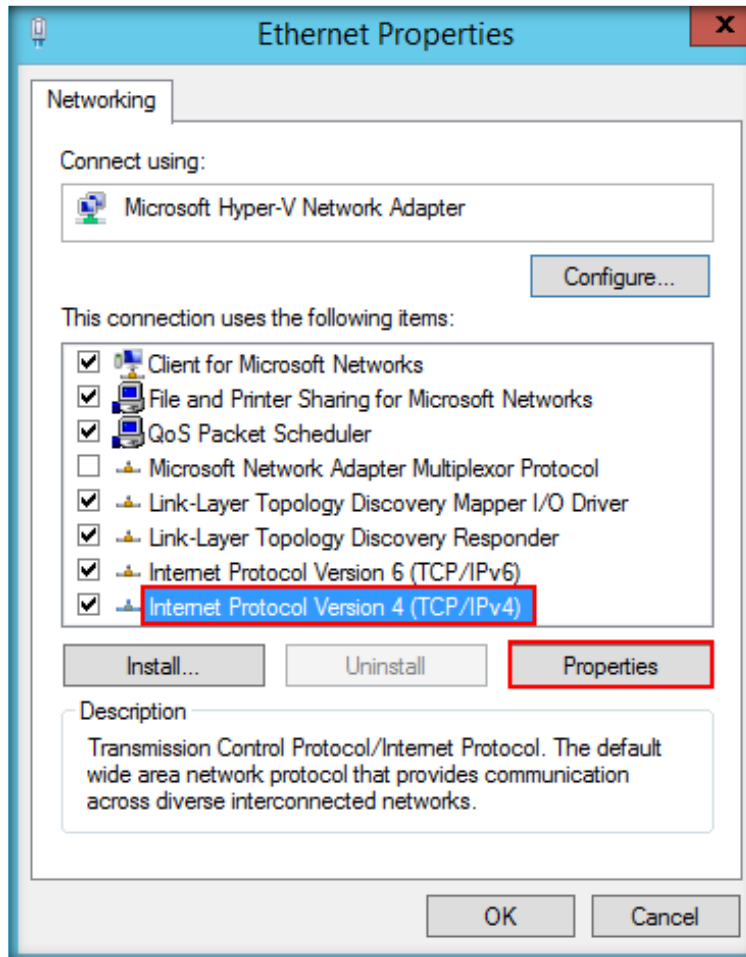 Ethernet Properties
x
Networking
Connect using:
Microsoft Hyper-V Network Adapter
Configure...
This connection uses the following items:
Client for Microsoft Networks
File and Printer Sharing for Microsoft Networks
QoS Packet Scheduler
Microsoft Network Adapter Multiplexor Protocol
Link-Layer Topology Discovery Mapper I/O Driver
Link-Layer Topology Discovery Responder
Internet Protocol Version 6 (TCP/IPv6)
Internet Protocol Version 4 (TCP/IPv4)
Install... Uninstall Properties
Description
Transmission Control Protocol/Internet Protocol. The default
wide area network protocol that provides communication
across diverse interconnected networks.
OK Cancel